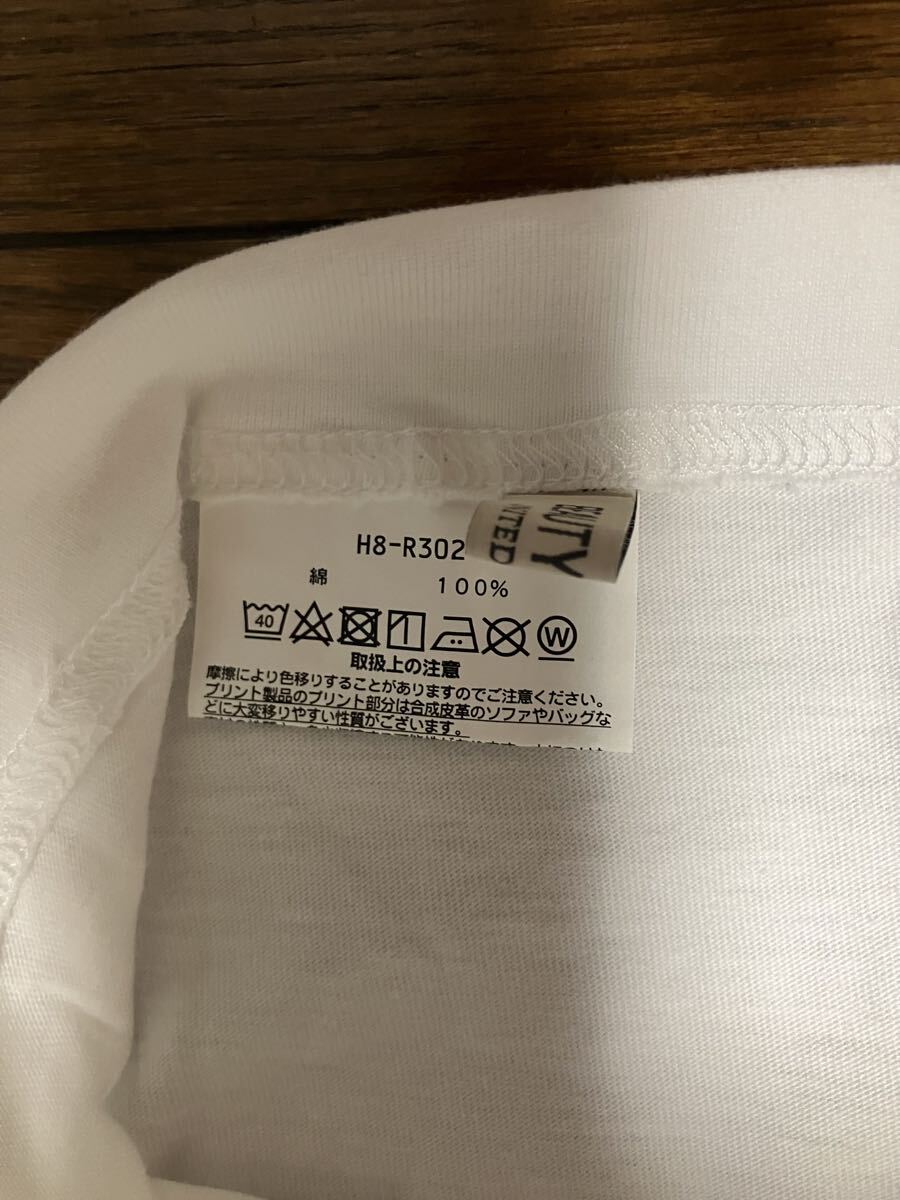 BEAUTY
UNITED
H8-R302
綿 100%
40 W
取扱上の注意
摩擦により色移りすることがありますのでご注意ください。
プリント製品のプリント部分は合成皮革のソファやバッグな
どに大変移りやすい性質がございます。